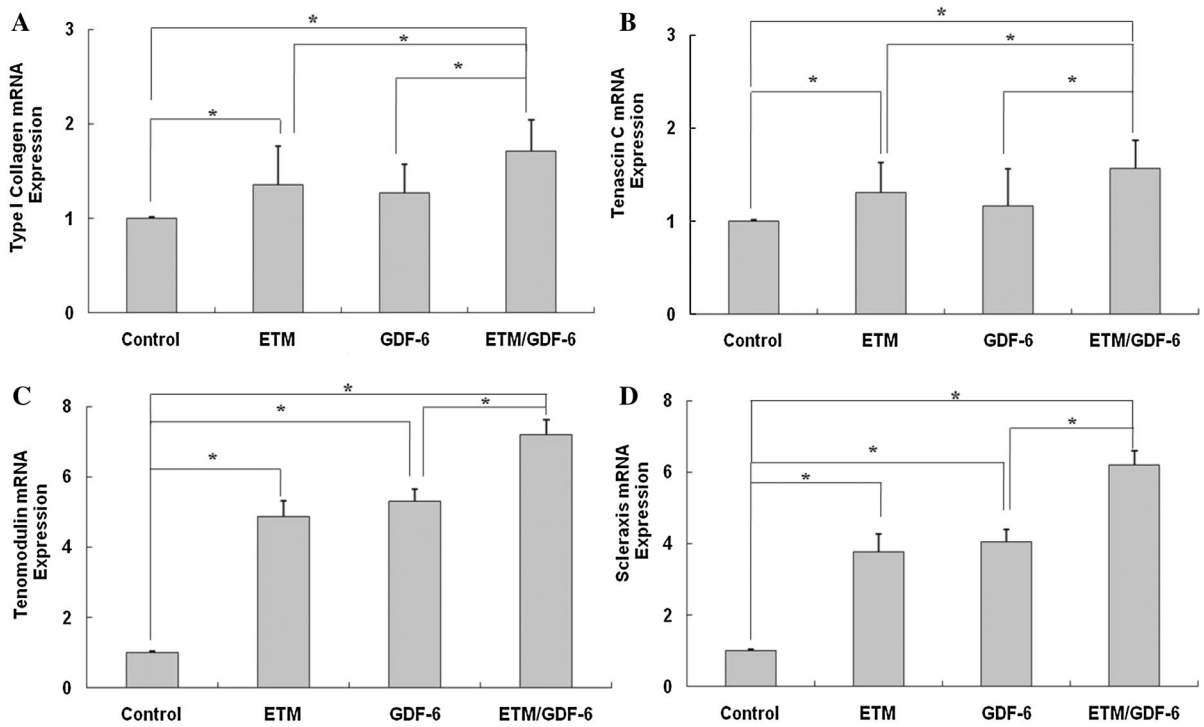 A
Type I Collagen mRNA
Expression
3
2
1
0
*
*
*
*
Control ETM GDF-6 ETM/GDF-6
B
Tenascin C mRNA
Expression
3
2
1
0
*
*
*
*
Control ETM GDF-6 ETM/GDF-6
C
Tenomodulin mRNA
Expression
8
6
4
2
0
*
*
*
*
Control ETM GDF-6 ETM/GDF-6
D
Scleraxis mRNA
Expression
8
6
4
2
0
*
*
*
*
Control ETM GDF-6 ETM/GDF-6